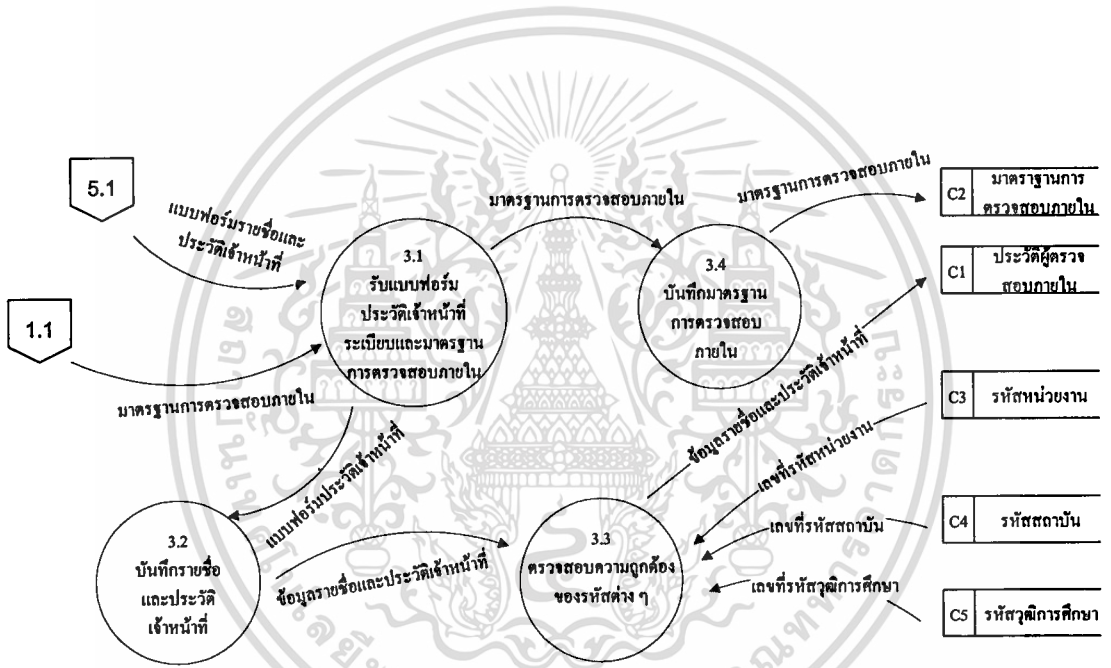 5.1
แบบฟอร์มรายชื่อและ
ประวัติเจ้าหน้าที่
1.1
มาตรฐานการตรวจสอบภายใน
3.1
รับแบบฟอร์ม
ประวัติเจ้าหน้าที่
ระเบียบและมาตรฐาน
การตรวจสอบภายใน
มาตรฐานการตรวจสอบภายใน
3.4
บันทึกมาตรฐาน
การตรวจสอบ
ภายใน
มาตรฐานการตรวจสอบภายใน
C2
มาตราฐานการ
ตรวจสอบภายใน
C1
ประวัติผู้ตรวจ
สอบภายใน
C3 รหัสหน่วยงาน
C4 รหัสสถาบัน
C5 รหัสวุฒิการศึกษา
แบบฟอร์มประวัติเจ้าหน้าที่
3.2
บันทึกรายชื่อ
และประวัติ
เจ้าหน้าที่
ข้อมูลรายชื่อและประวัติเจ้าหน้าที่
3.3
ตรวจสอบความถูกต้อง
ของรหัสต่าง ๆ
ข้อมูลรายชื่อและประวัติเจ้าหน้าที่
เลขที่รหัสหน่วยงาน
เลขที่รหัสสถาบัน
เลขที่รหัสวุฒิการศึกษา